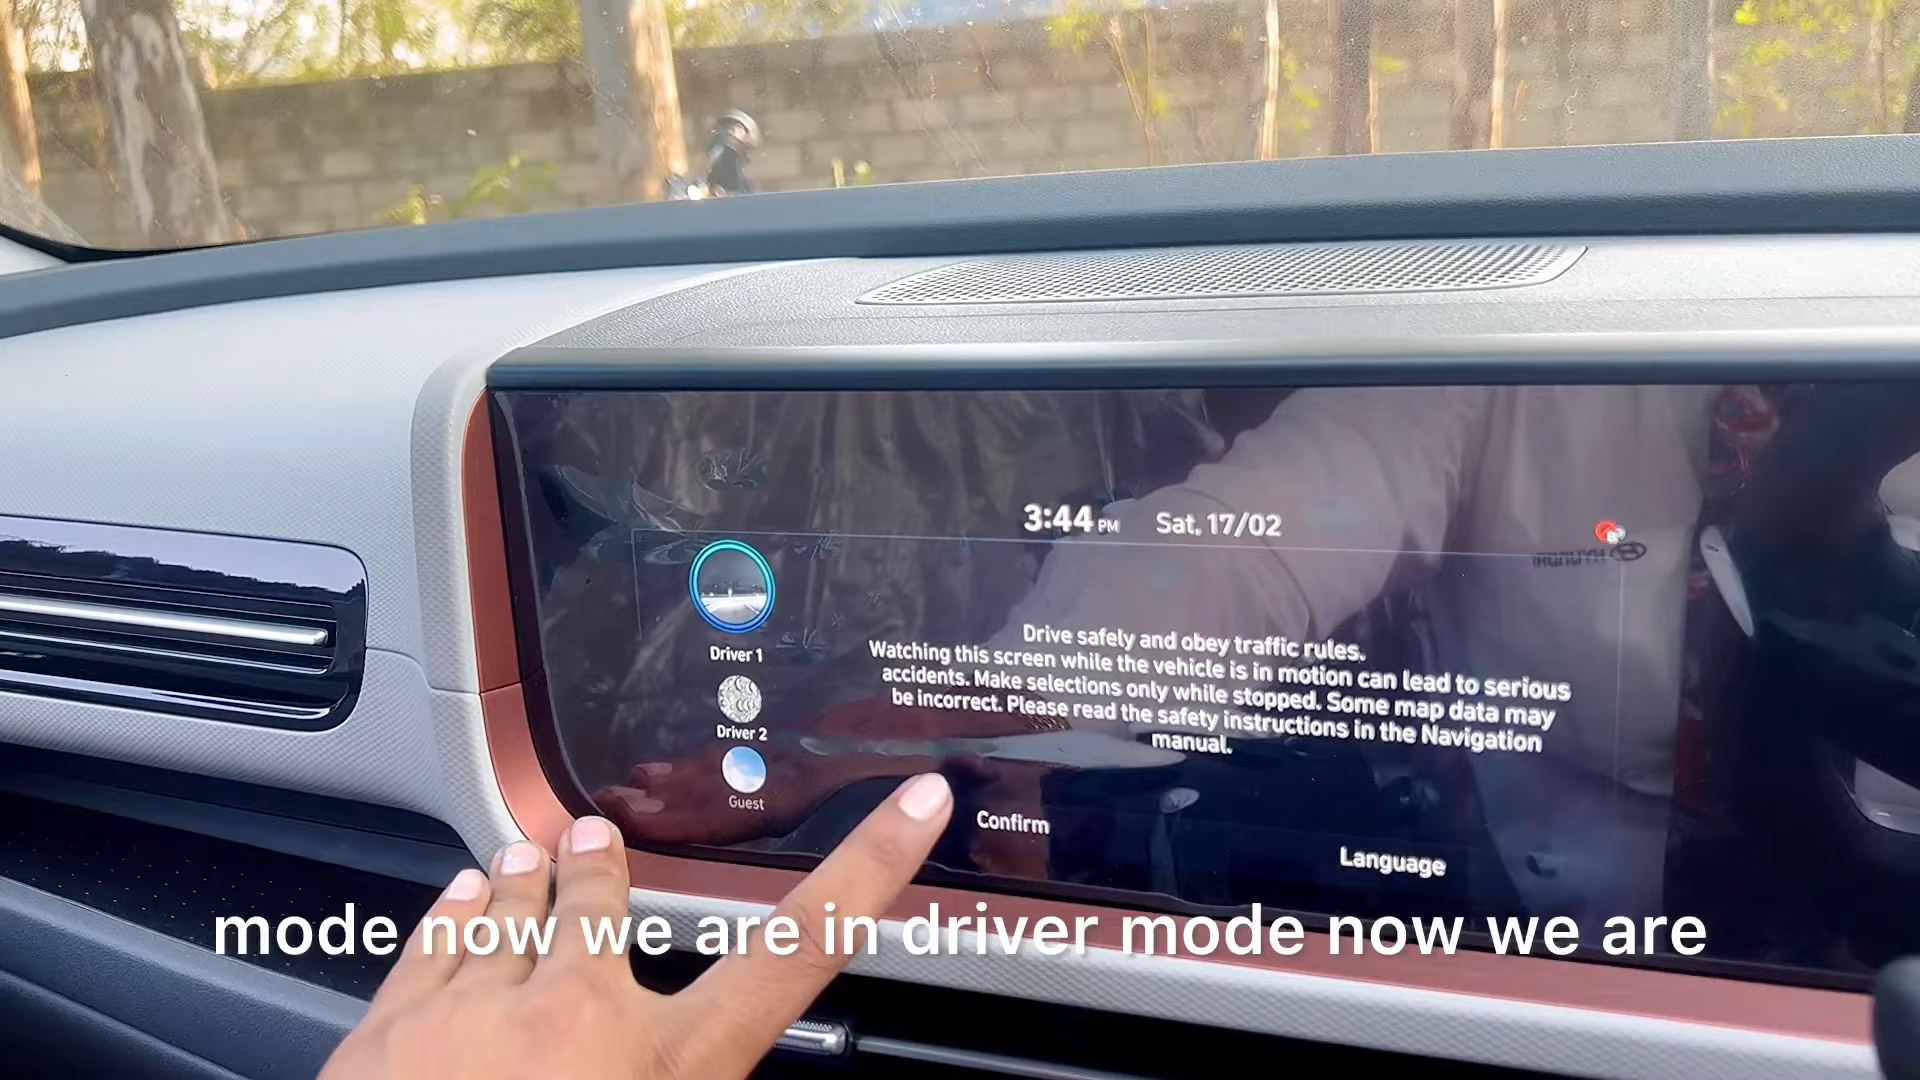 3:44 PM Sat, 17/02
Driver 1
Driver 2
Guest
Drive safely and obey traffic rules.
Watching this screen while the vehicle is in motion can lead to serious
accidents. Make selections only while stopped. Some map data may
be incorrect. Please read the safety instructions in the Navigation
manual.
Confirm
Language
HYUNDAI
mode now we are in driver mode now we are